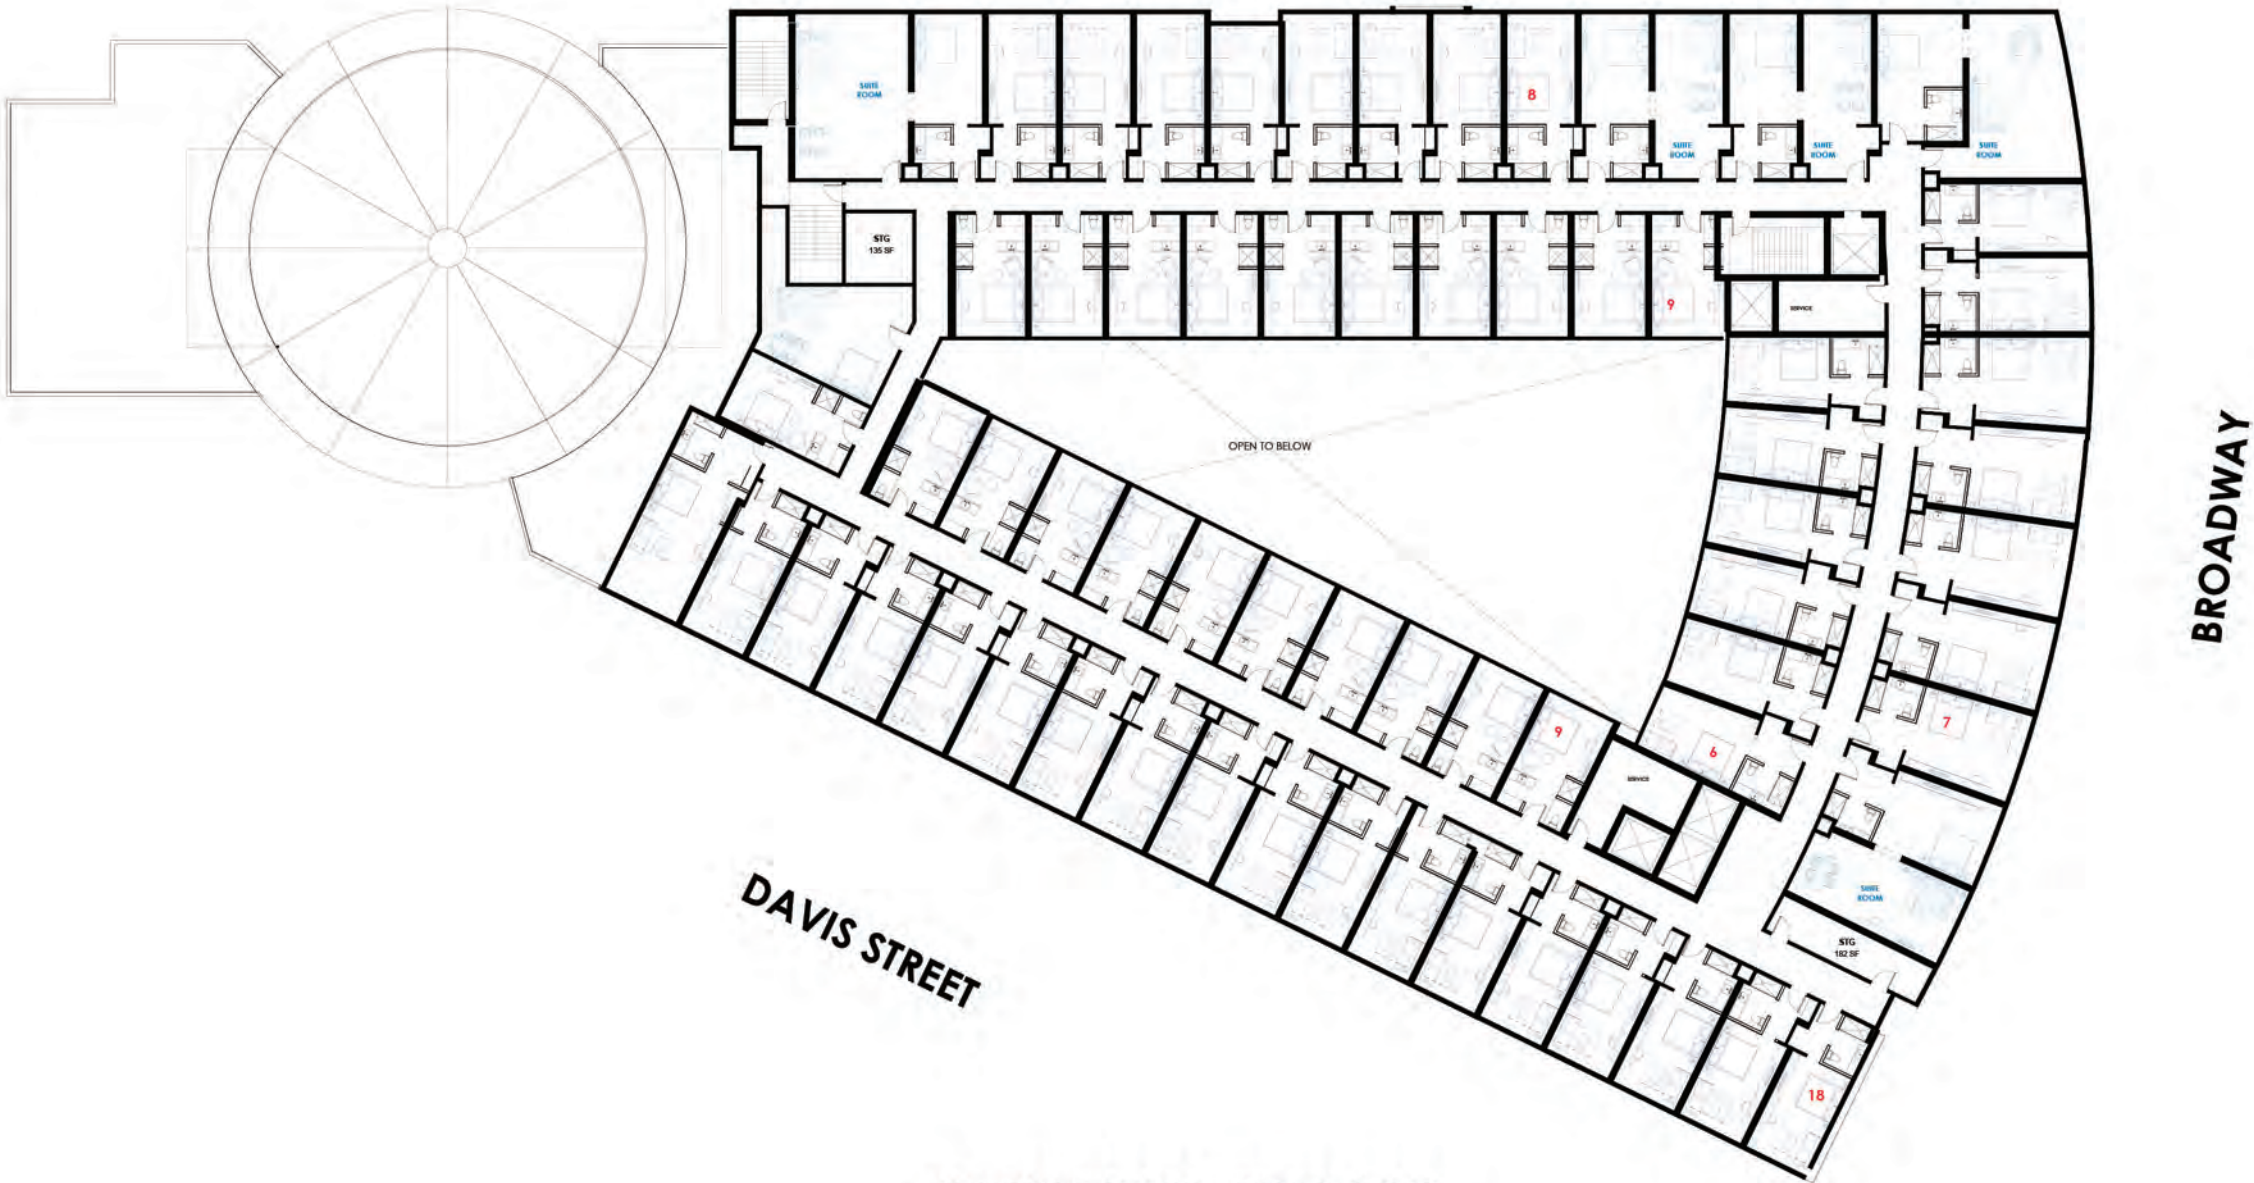 SUITE
ROOM
8
SUITE
ROOM
SUITE
ROOM
SUITE
ROOM
STG
135 SF
9
SERVICE
OPEN TO BELOW
BROADWAY
9
6
7
SERVICE
SUITE
ROOM
DAVIS STREET
STG
182 SF
18